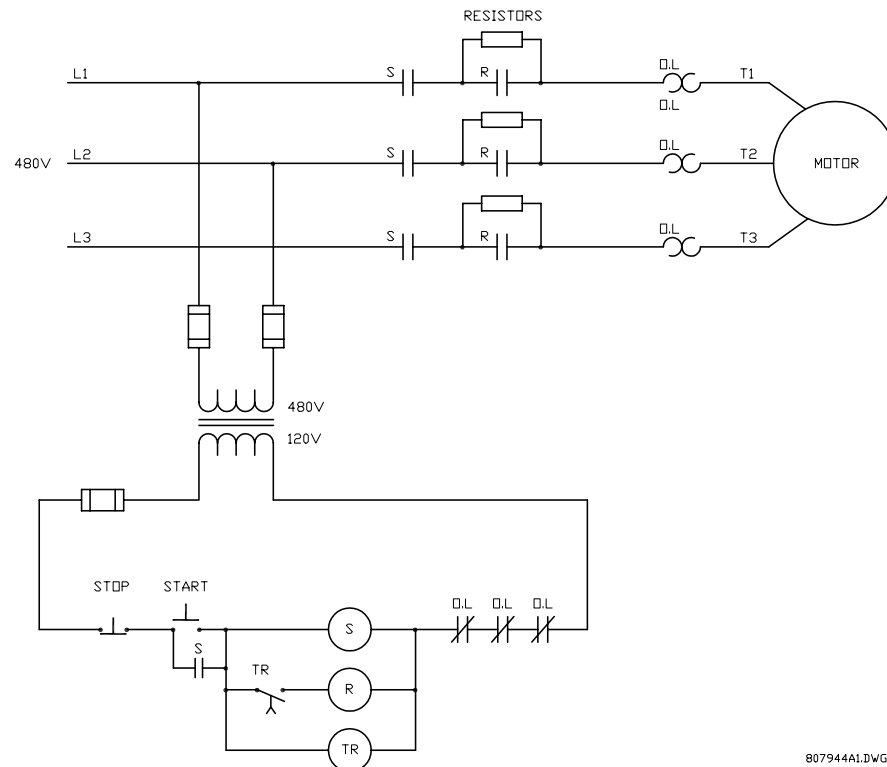 RESISTORS
L1 S R O.L T1
O.L
480V L2 S R O.L T2 MOTOR
L3 S R O.L T3
480V
120V
STOP START
O.L O.L O.L
S
S
TR R
TR
807944A1.DWG